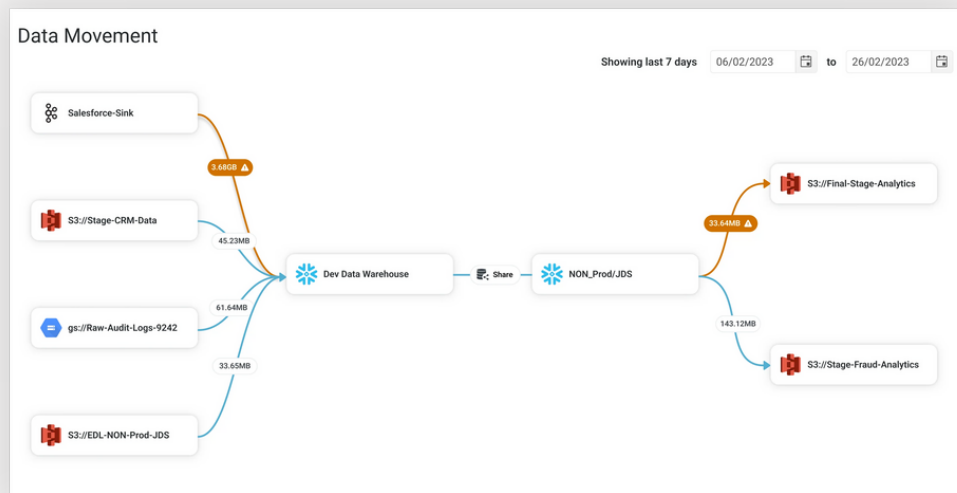 Data Movement
Showing last 7 days 06/02/2023 to 26/02/2023
Salesforce-Sink
3.68GB
S3://Stage-CRM-Data
45.23MB
gs://Raw-Audit-Logs-9242
61.64MB
S3://EDL-NON-Prod-JDS
33.65MB
Dev Data Warehouse
Share
NON_Prod/JDS
33.64MB
S3://Final-Stage-Analytics
143.12MB
S3://Stage-Fraud-Analytics